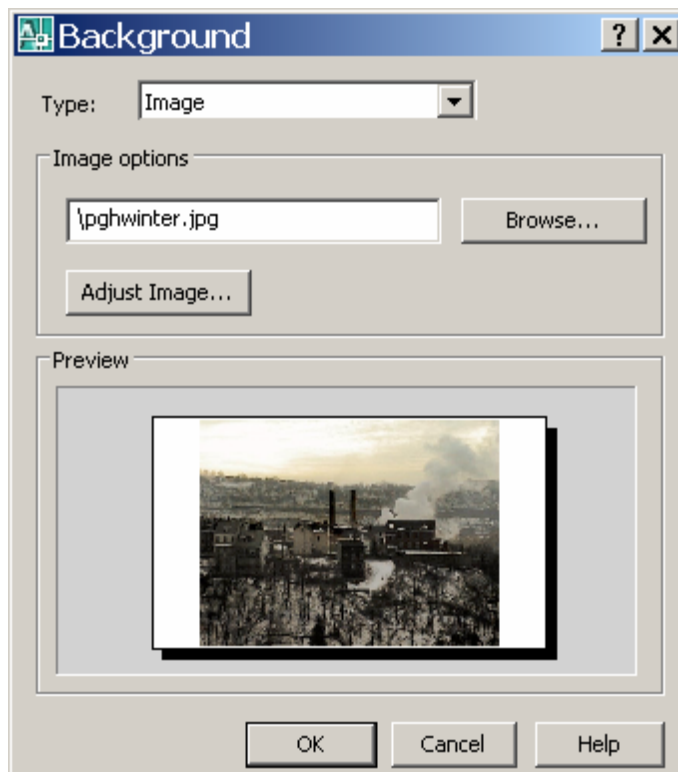 Background
Type: Image
Image options
\pghwinter.jpg Browse...
Adjust Image...
Preview
OK Cancel Help